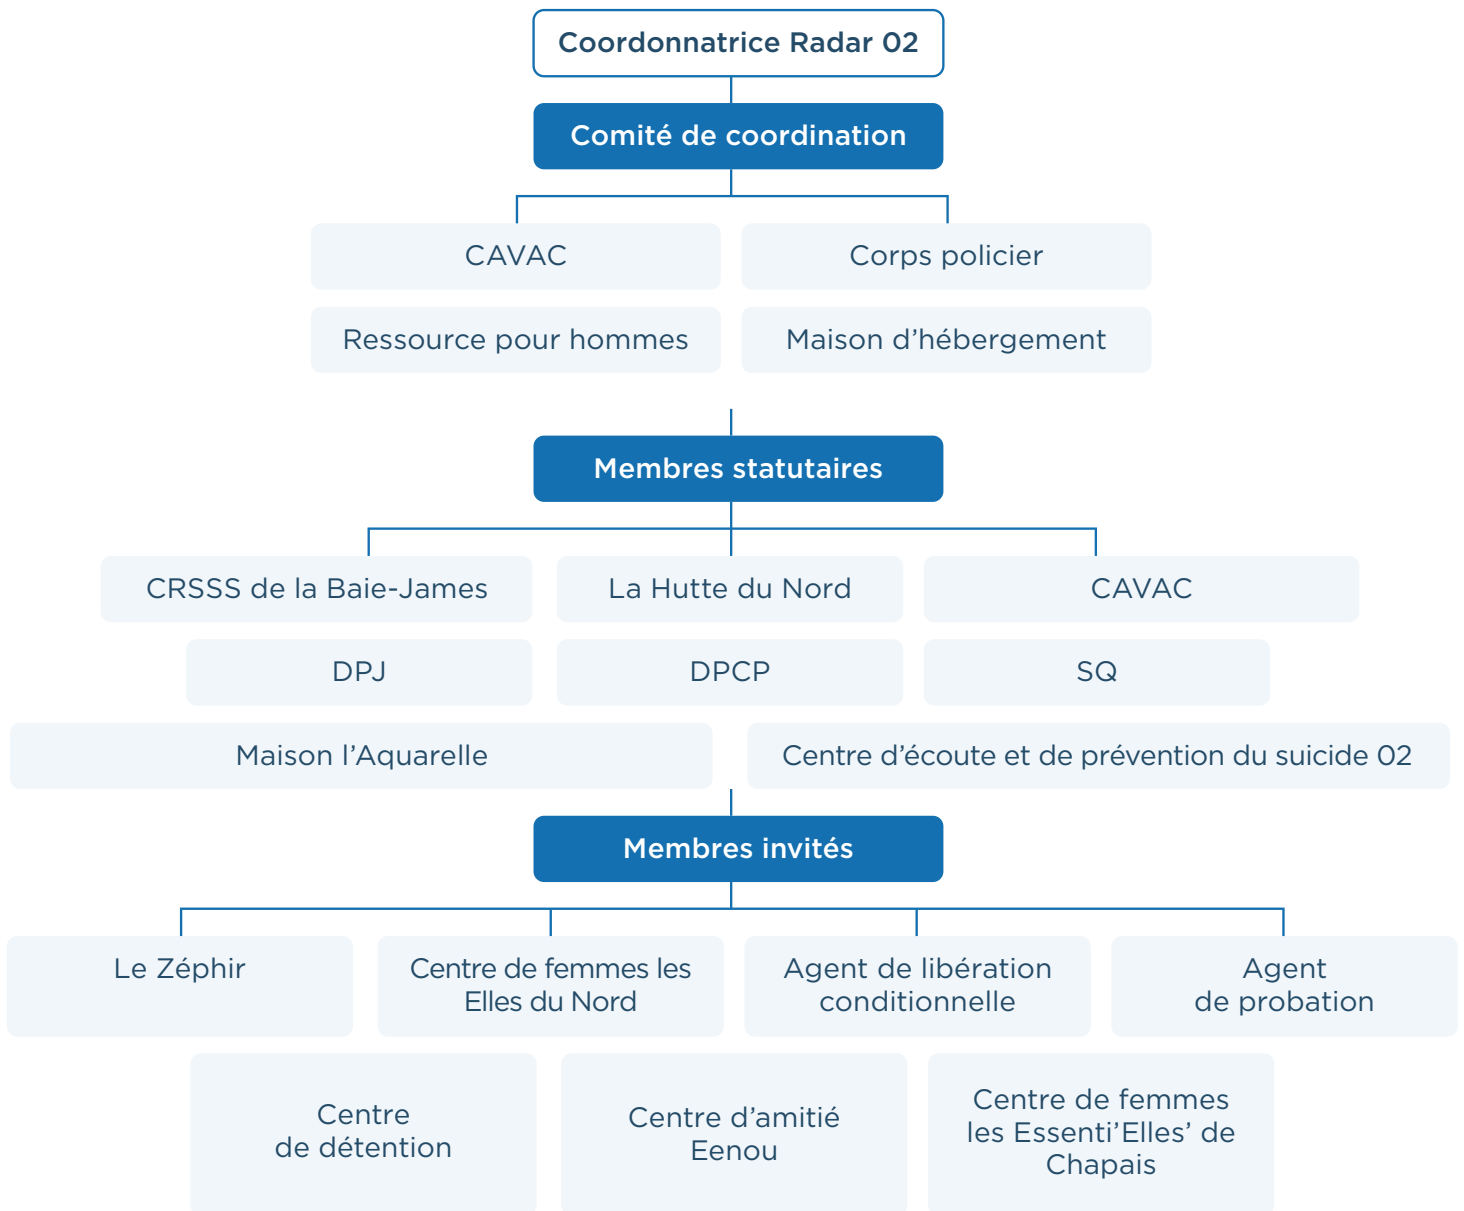 Coordonnatrice Radar 02
Comité de coordination
CAVAC
Corps policier
Ressource pour hommes
Maison d’hébergement
Membres statutaires
CRSSS de la Baie-James
La Hutte du Nord
CAVAC
DPJ
DPCP
SQ
Maison l’Aquarelle
Centre d’écoute et de prévention du suicide 02
Membres invités
Le Zéphir
Centre de femmes les
Elles du Nord
Agent de libération
conditionnelle
Agent
de probation
Centre
de détention
Centre d’amitié
Eenou
Centre de femmes
les Essenti’Elles’ de
Chapais